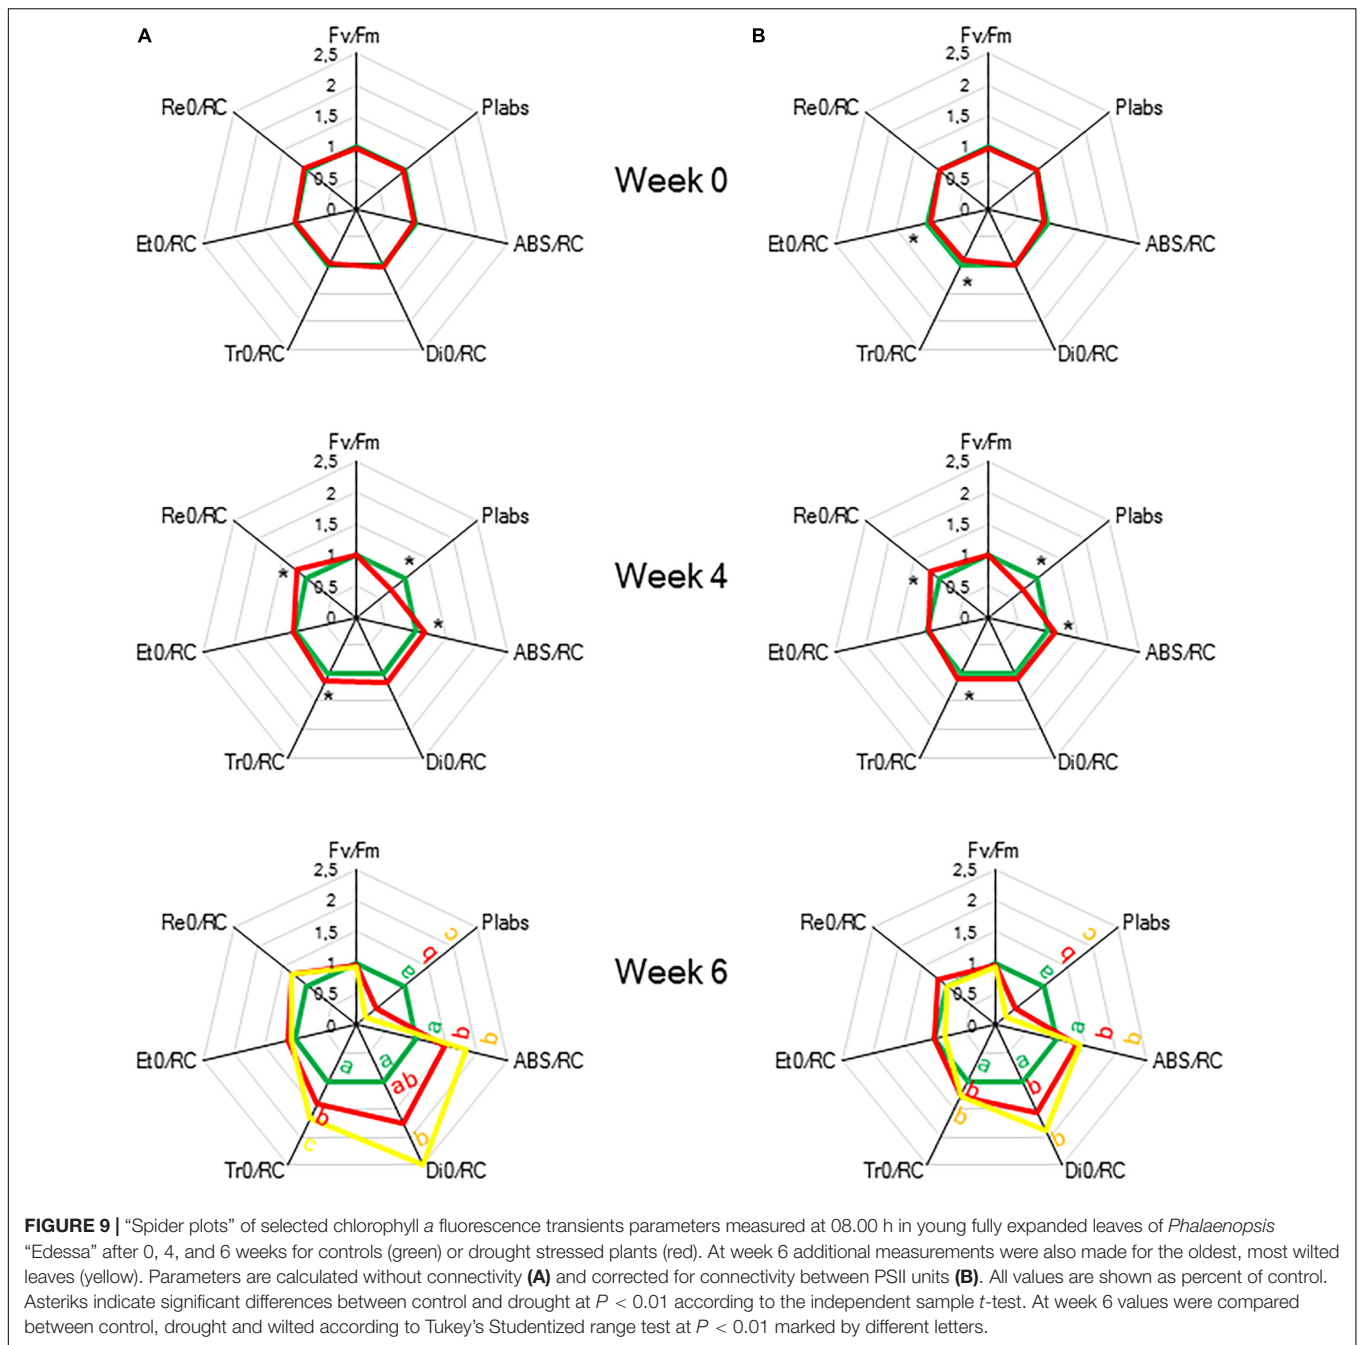 A
B
Fv/Fm
Fv/Fm
2,5
2
1,5
1
0,5
0
2,5
2
1,5
1
0,5
0
Re0/RC
PIabs
Re0/RC
PIabs
Week 0
Et0/RC
ABS/RC
Et0/RC
*
ABS/RC
*
Tr0/RC
Di0/RC
Tr0/RC
Di0/RC
Fv/Fm
Fv/Fm
2,5
2
1,5
1
0,5
0
2,5
2
1,5
1
0,5
0
Re0/RC
PIabs
Re0/RC
PIabs
*
*
*
*
Week 4
*
*
Et0/RC
ABS/RC
Et0/RC
ABS/RC
*
*
Tr0/RC
Di0/RC
Tr0/RC
Di0/RC
Fv/Fm
Fv/Fm
2,5
2
1,5
1
0,5
0
2,5
2
1,5
1
0,5
0
Re0/RC
PIabs
Re0/RC
PIabs
a b c
a b c
Week 6
a b b
a b b
Et0/RC
ABS/RC
Et0/RC
ABS/RC
a a
a a
b ab
b b
c b
b b
Tr0/RC
Di0/RC
Tr0/RC
Di0/RC
FIGURE 9 | “Spider plots” of selected chlorophyll a fluorescence transients parameters measured at 08.00 h in young fully expanded leaves of Phalaenopsis
“Edessa” after 0, 4, and 6 weeks for controls (green) or drought stressed plants (red). At week 6 additional measurements were also made for the oldest, most wilted
leaves (yellow). Parameters are calculated without connectivity (A) and corrected for connectivity between PSII units (B). All values are shown as percent of control.
Asteriks indicate significant differences between control and drought at P < 0.01 according to the independent sample t-test. At week 6 values were compared
between control, drought and wilted according to Tukey’s Studentized range test at P < 0.01 marked by different letters.